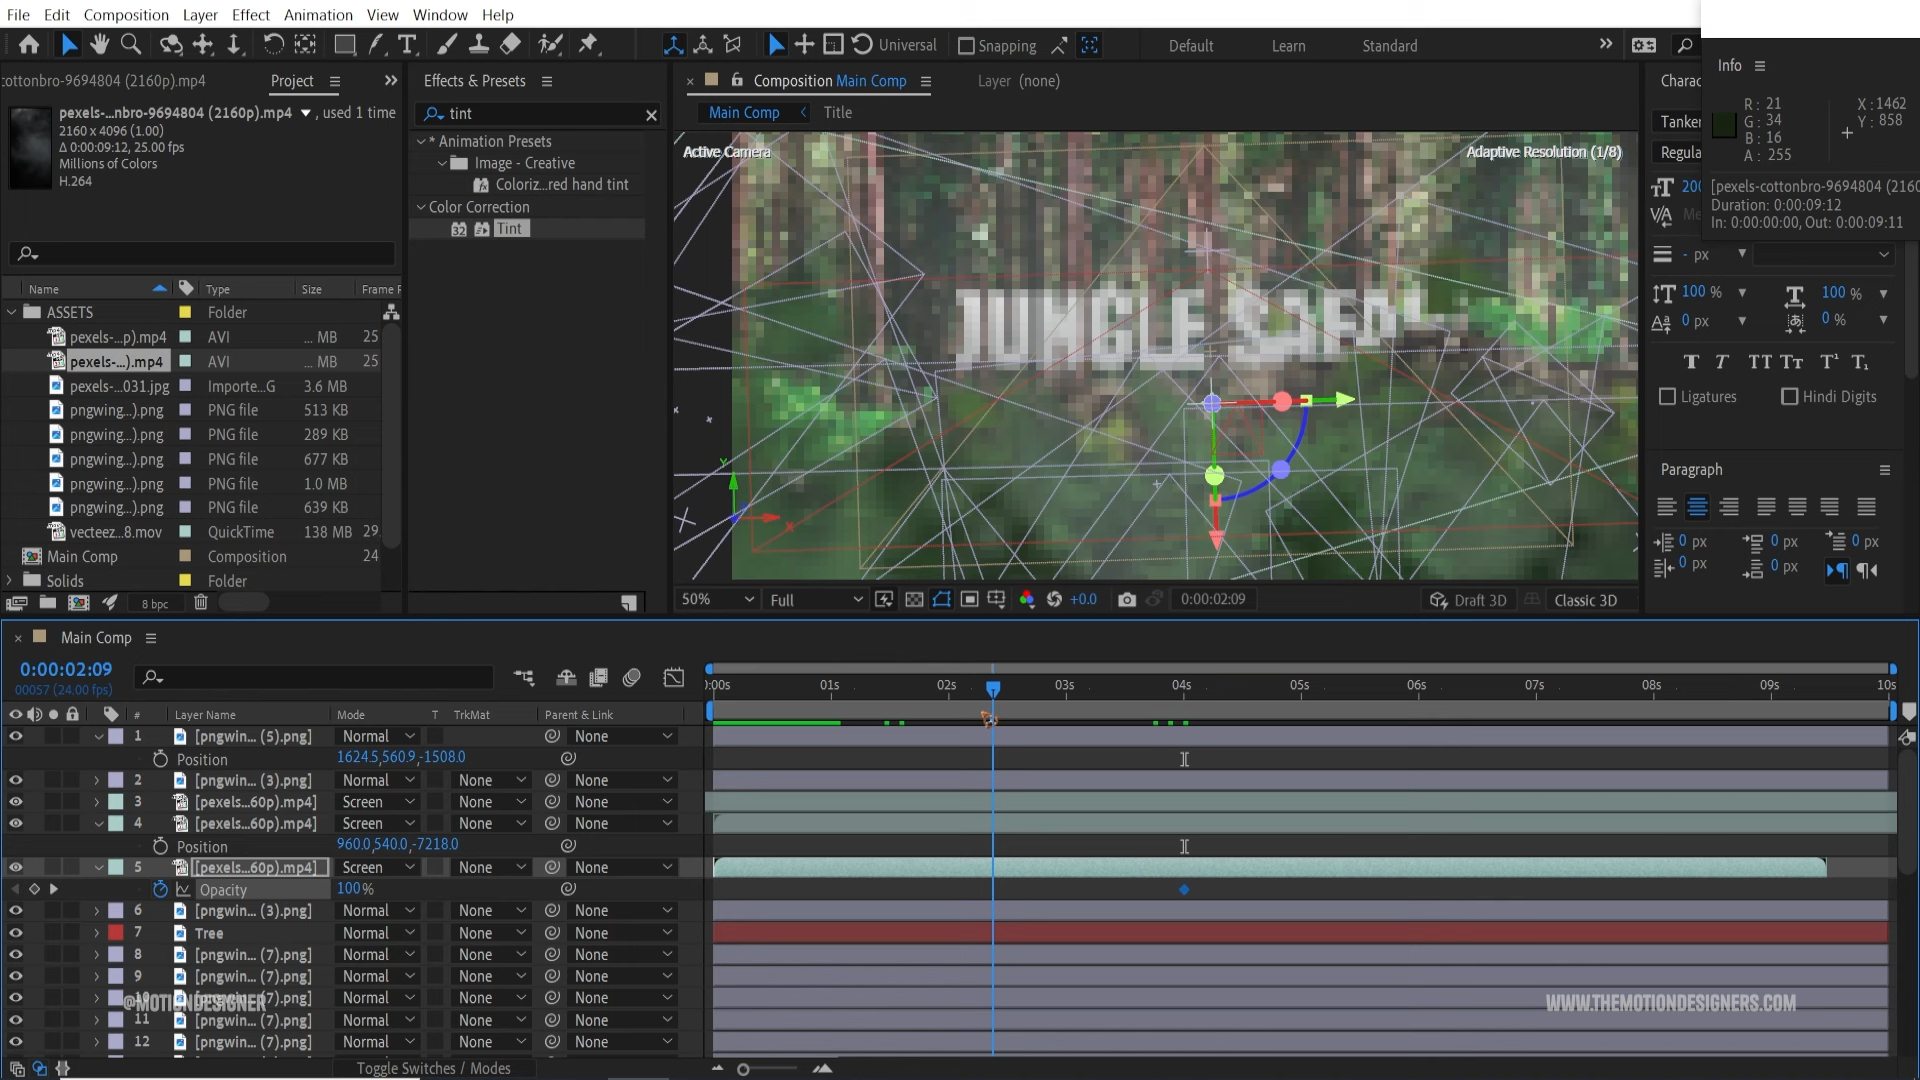 File Edit Composition Layer Effect Animation View Window Help
Universal Snapping Default Learn Standard
cottonbro-9694804 (2160p).mp4 Project
pexels-...nbro-9694804 (2160p).mp4 , used 1 time
2160 x 4096 (1.00)
Δ 0:00:09:12, 25.00 fps
Millions of Colors
H.264
Name Type Size Frame R
ASSETS Folder
pexels-...p).mp4 AVI ... MB 25
pexels-...).mp4 AVI ... MB 25
pexels-...031.jpg Importe...G 3.6 MB
pngwing...).png PNG file 513 KB
pngwing...).png PNG file 289 KB
pngwing...).png PNG file 677 KB
pngwing...).png PNG file 1.0 MB
pngwing...).png PNG file 639 KB
vecteez...8.mov QuickTime 138 MB 29.
Main Comp Composition 24
Solids Folder
8 bpc
Effects & Presets
tint
* Animation Presets
Image - Creative
Coloriz...red hand tint
Color Correction
32 Tint
Composition Main Comp Layer (none)
Main Comp Title
Active Camera Adaptive Resolution (1/8)
JUNGLE
Y
X
50% Full +0.0 0:00:02:09 Draft 3D Classic 3D
Charac
Tanker
Regula
200
Me
- px
100 % 100 %
0 px 0 %
T T TT Tt T¹ T₁
Ligatures Hindi Digits
Paragraph
0 px 0 px 0 px
0 px 0 px
Info
R : 21 X : 1462
G : 34 Y : 858
B : 16
A : 255
[pexels-cottonbro-9694804 (2160
Duration: 0:00:09:12
In: 0:00:00:00, Out: 0:00:09:11
Main Comp
0:00:02:09
00057 (24.00 fps)
:00s 01s 02s 03s 04s 05s 06s 07s 08s 09s 10s
# Layer Name Mode T TrkMat Parent & Link
1 [pngwin... (5).png] Normal None
Position 1624.5,560.9,-1508.0
2 [pngwin... (3).png] Normal None None
3 [pexels...60p).mp4] Screen None None
4 [pexels...60p).mp4] Screen None None
Position 960.0,540.0,-7218.0
5 [pexels...60p).mp4] Screen None None
Opacity 100%
6 [pngwin... (3).png] Normal None None
7 Tree Normal None None
8 [pngwin... (7).png] Normal None None
9 [pngwin... (7).png] Normal None None
10 [pngwin... (7).png] Normal None None
@MOTIONDESIGNER WWW.THEMOTIONDESIGNERS.COM
11 [pngwin... (7).png] Normal None None
12 [pngwin... (7).png] Normal None None
Toggle Switches / Modes